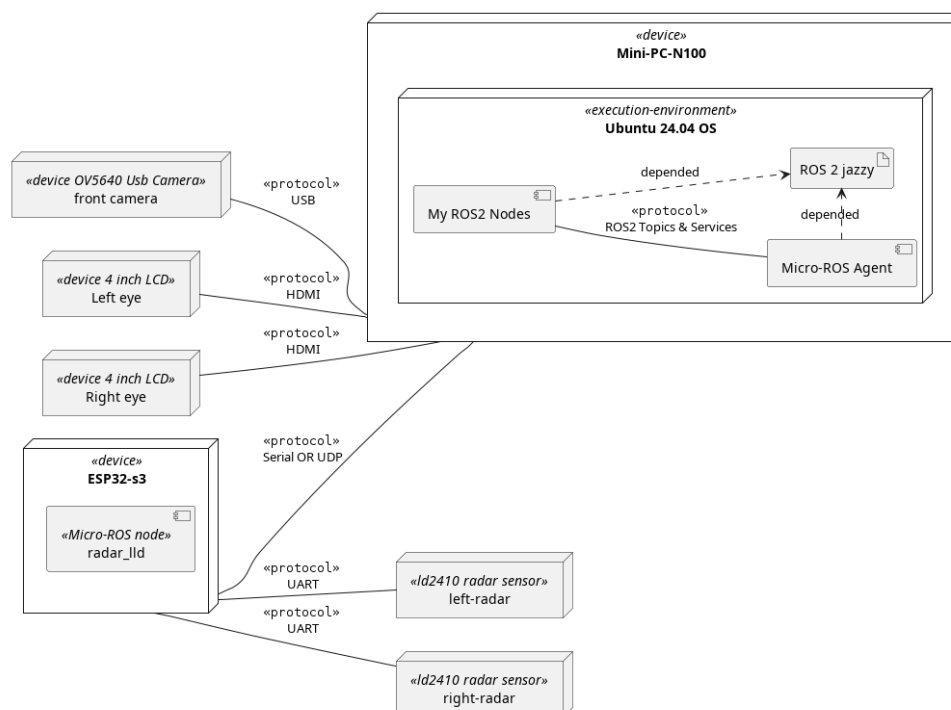 «device»
Mini-PC-N100
«execution-environment»
Ubuntu 24.04 OS
ROS 2 jazzy
depended
My ROS2 Nodes
«protocol»
ROS2 Topics & Services
depended
Micro-ROS Agent
«device OV5640 Usb Camera»
front camera
«protocol»
USB
«device 4 inch LCD»
Left eye
«protocol»
HDMI
«device 4 inch LCD»
Right eye
«protocol»
HDMI
«protocol»
Serial OR UDP
«device»
ESP32-s3
«Micro-ROS node»
radar_lld
«protocol»
UART
«ld2410 radar sensor»
left-radar
«protocol»
UART
«ld2410 radar sensor»
right-radar